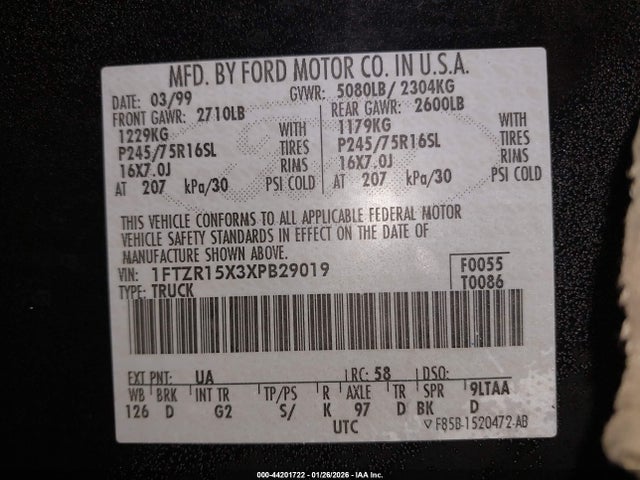 MFD. BY FORD MOTOR CO. IN U.S.A.
DATE: 03/99 GVWR: 5080LB/ 2304KG
FRONT GAWR: 2710LB REAR GAWR: 2600LB
1229KG WITH 1179KG WITH
P245/75R16SL TIRES P245/75R16SL TIRES
16X7.0J RIMS 16X7.0J RIMS
AT 207 kPa/30 PSI COLD AT 207 kPa/30 PSI COLD
THIS VEHICLE CONFORMS TO ALL APPLICABLE FEDERAL MOTOR
VEHICLE SAFETY STANDARDS IN EFFECT ON THE DATE OF
MANUFACTURE SHOWN ABOVE.
VIN: 1FTZR15X3XPB29019 F0055
TYPE: TRUCK T0086
EXT PNT: UA RC: 58 DSO:
WB BRK INT TR TP/PS R AXLE TR SPR 9LTAA
126 D G2 S/ K 97 D BK D
UTC ▽F85B-1520472-AB
000-44201722 | 01/26/2026 - IAA Inc.